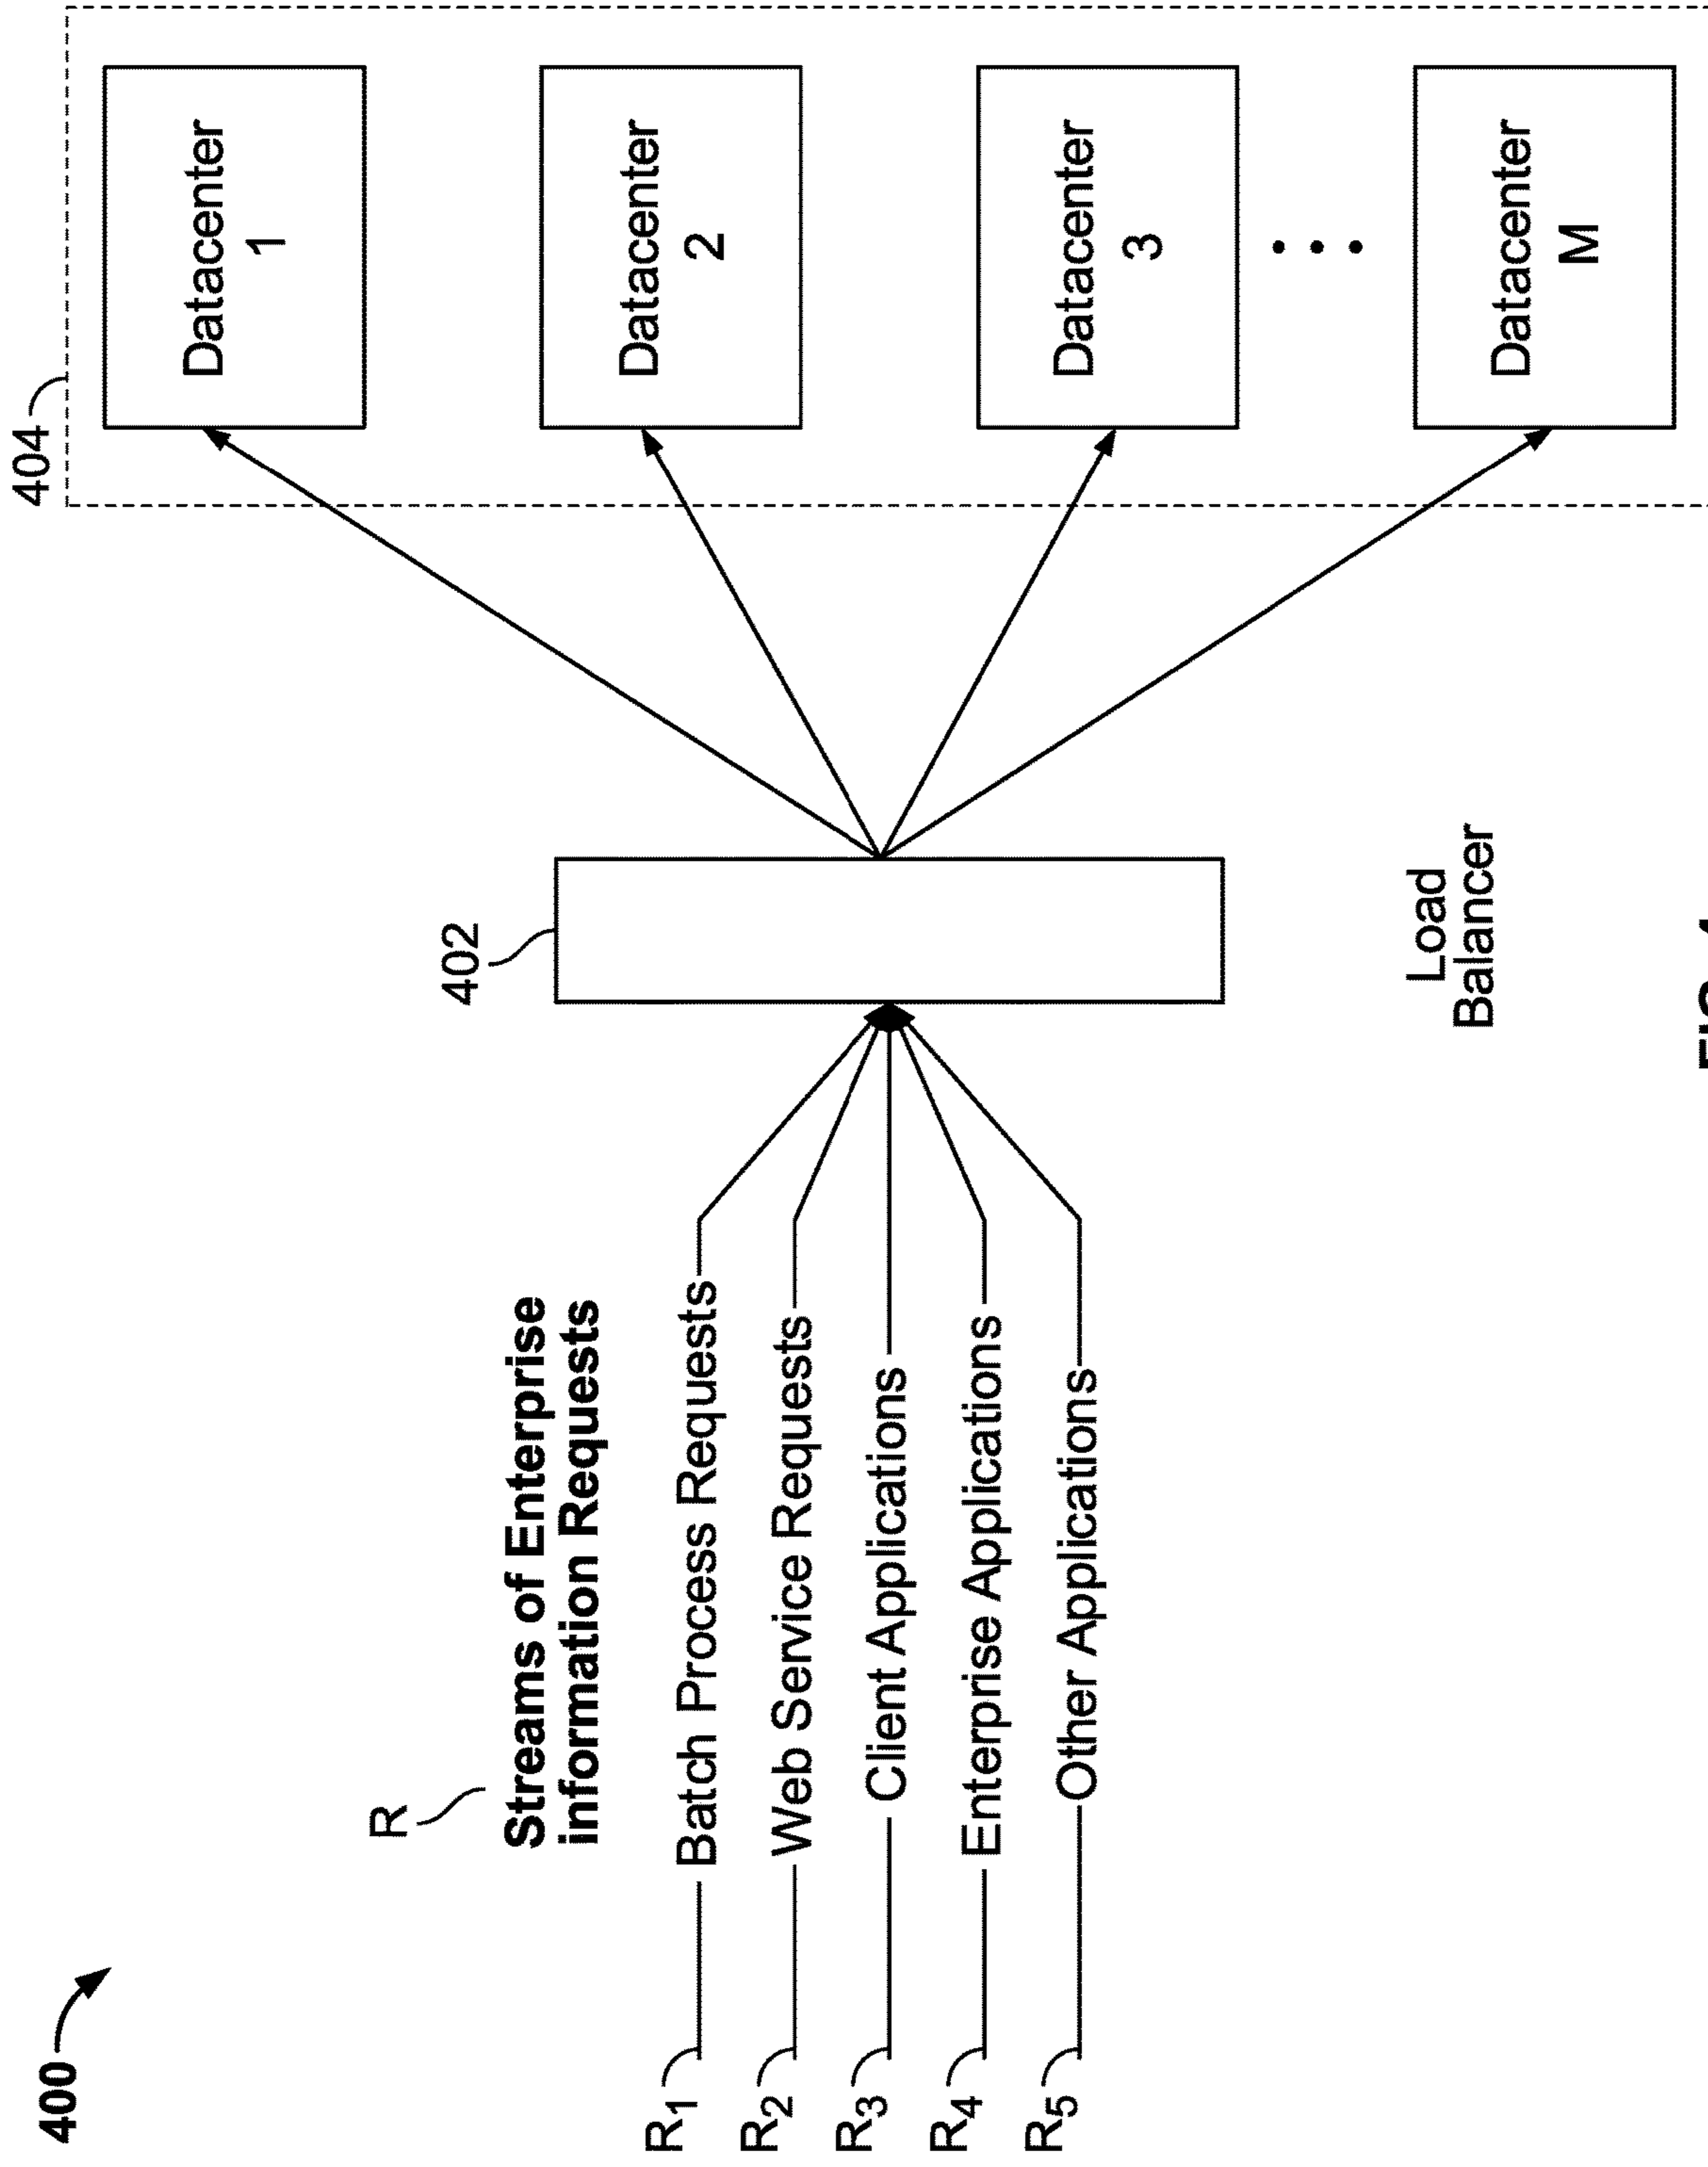 400
R
Streams of Enterprise
information Requests
R1
Batch Process Requests
R2
Web Service Requests
R3
Client Applications
R4
Enterprise Applications
R5
Other Applications
402
Load
Balancer
404
Datacenter
1
Datacenter
2
Datacenter
3
Datacenter
M